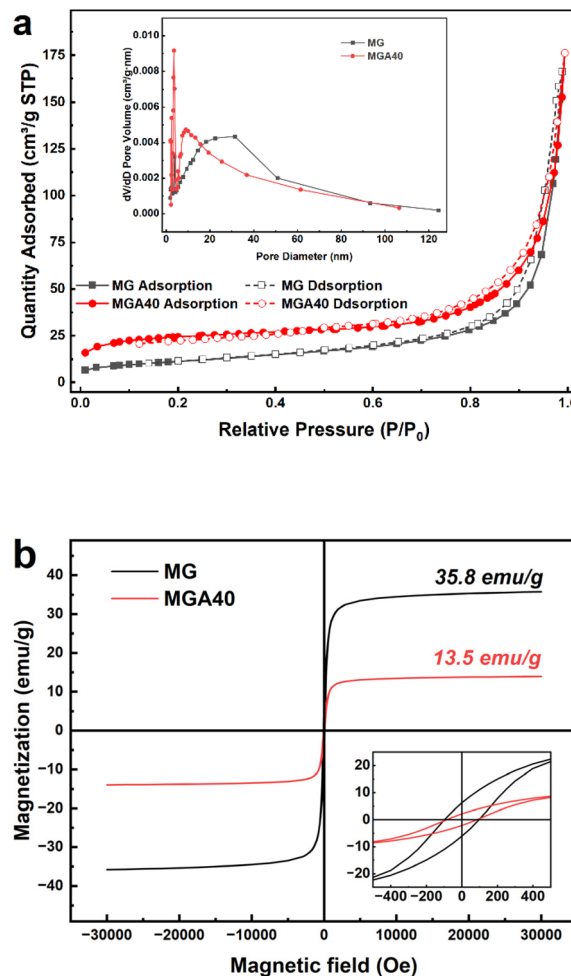 a
Quantity Adsorbed (cm³/g STP)
175
150
125
100
75
50
25
0
0.0 0.2 0.4 0.6 0.8 1.0
Relative Pressure (P/P₀)
MG Adsorption MG Ddsorption
MGA40 Adsorption MGA40 Ddsorption
dV/dD Pore Volume (cm³/g·nm)
0.010
0.008
0.006
0.004
0.002
0.000
0 20 40 60 80 100 120
Pore Diameter (nm)
MG
MGA40
b
Magnetization (emu/g)
40
30
20
10
0
−10
−20
−30
−40
−30000 −20000 −10000 0 10000 20000 30000
Magnetic field (Oe)
MG
MGA40
35.8 emu/g
13.5 emu/g
20
10
0
−10
−20
−400 −200 0 200 400